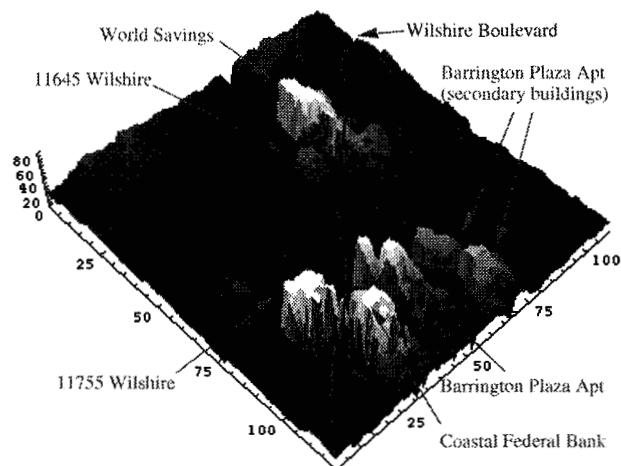 World Savings
Wilshire Boulevard
11645 Wilshire
Barrington Plaza Apt
(secondary buildings)
80
60
40
20
0
25
50
75
100
100
75
50
25
11755 Wilshire
Barrington Plaza Apt
Coastal Federal Bank